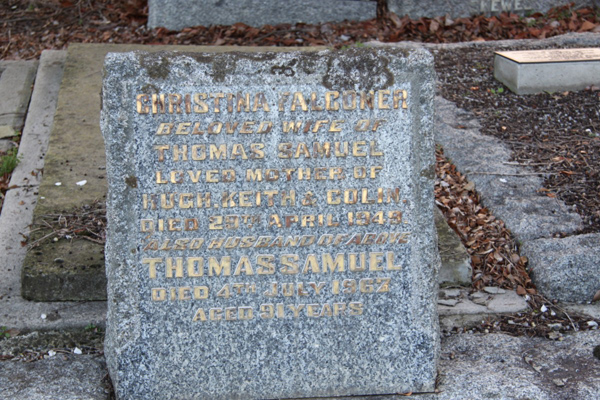 KEWE
CHRISTINA FALCONER
BELOVED WIFE OF
THOMAS SAMUEL
LOVED MOTHER OF
HUGH, KEITH & COLIN.
DIED 29TH APRIL 1949
ALSO HUSBAND OF ABOVE
THOMAS SAMUEL
DIED 4TH JULY 1963
AGED 91 YEARS